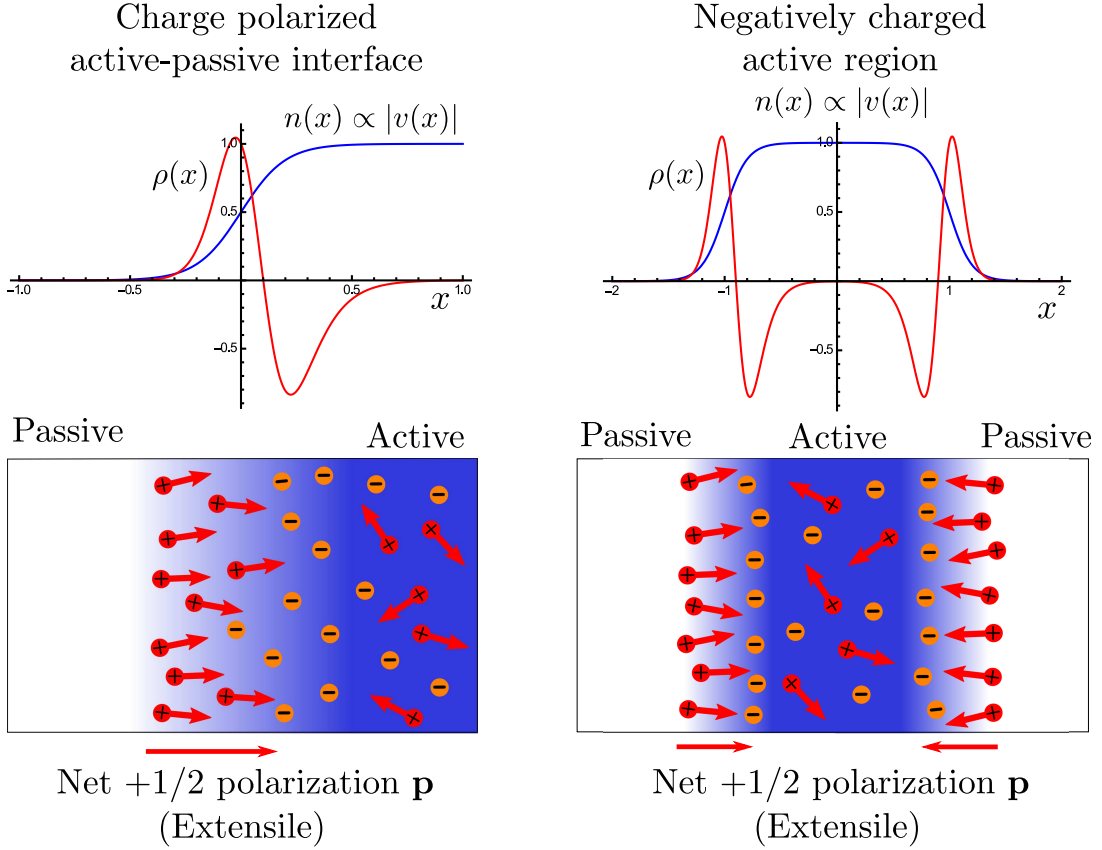 Charge polarized
active-passive interface
n(x) ∝ |v(x)|
ρ(x)
1.0
0.5
-1.0
-0.5
0.5
1.0
x
-0.5
Passive
Active
Net +1/2 polarization p
(Extensile)
Negatively charged
active region
n(x) ∝ |v(x)|
ρ(x)
1.0
0.5
-2
-1
1
2
x
-0.5
Passive
Active
Passive
Net +1/2 polarization p
(Extensile)